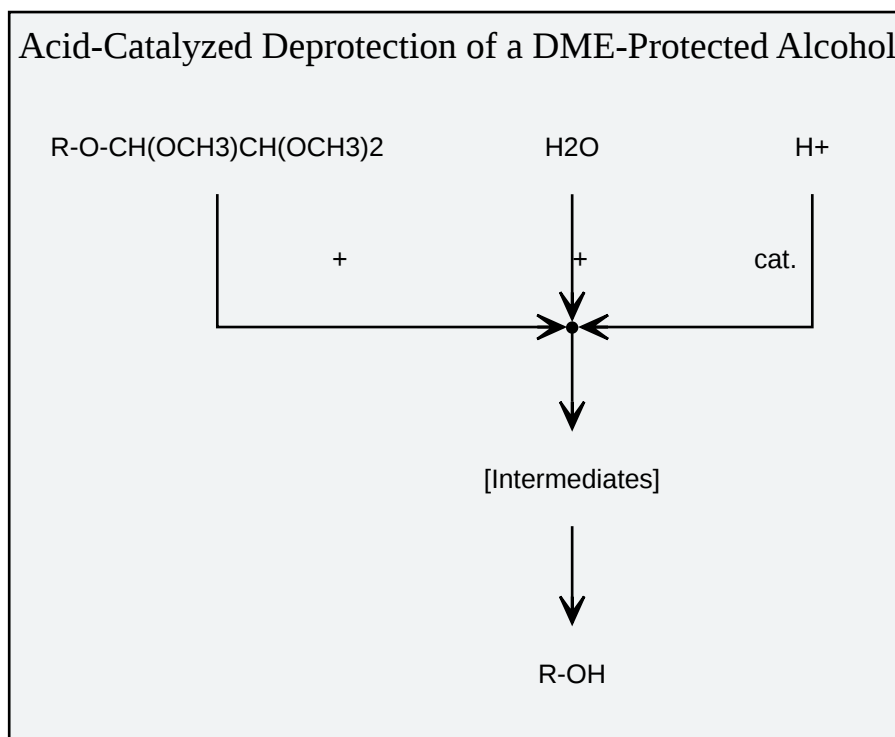 Acid-Catalyzed Deprotection of a DME-Protected Alcohol
R-O-CH(OCH3)CH(OCH3)2 H2O H+
+ + cat.
[Intermediates]
R-OH